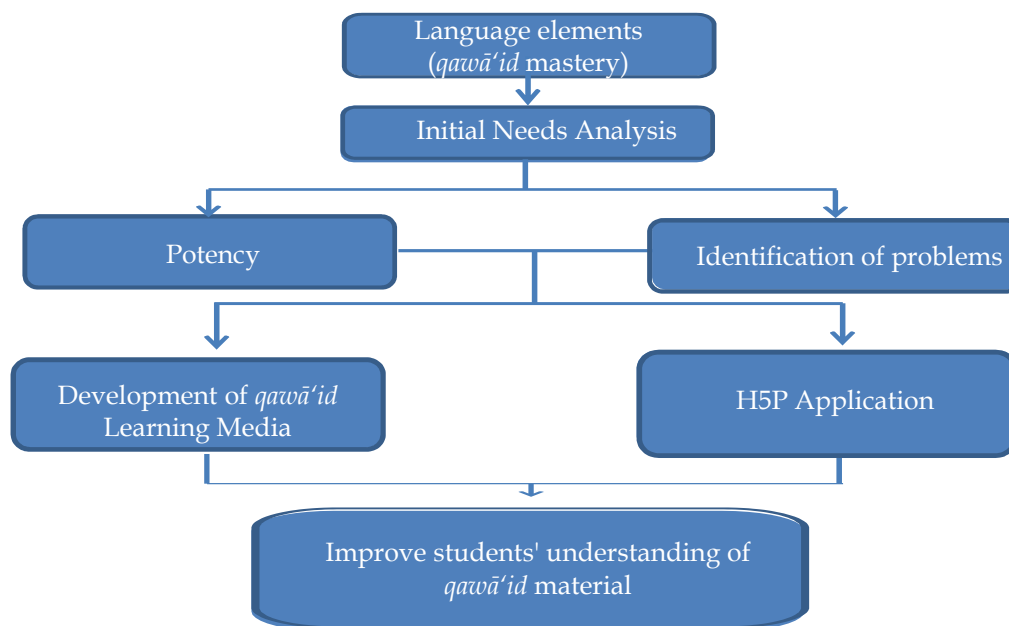 Language elements
(qawā‘id mastery)
Initial Needs Analysis
Potency
Identification of problems
Development of qawā‘id
Learning Media
H5P Application
Improve students' understanding of
qawā‘id material